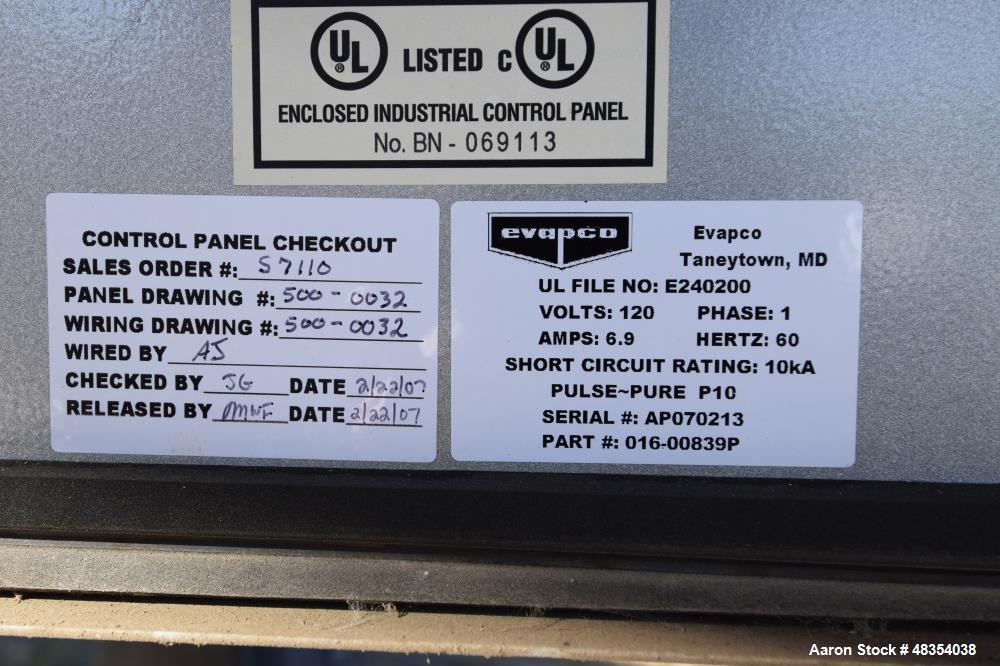 UL ® LISTED C UL ®
ENCLOSED INDUSTRIAL CONTROL PANEL
No. BN - 069113
CONTROL PANEL CHECKOUT
SALES ORDER #: S7110
PANEL DRAWING #: 500-0032
WIRING DRAWING #: 500-0032
WIRED BY AJ
CHECKED BY JG DATE 2/22/07
RELEASED BY MWF DATE 2/22/07
evapco
Evapco
Taneytown, MD
UL FILE NO: E240200
VOLTS: 120 PHASE: 1
AMPS: 6.9 HERTZ: 60
SHORT CIRCUIT RATING: 10kA
PULSE~PURE P10
SERIAL #: AP070213
PART #: 016-00839P
Aaron Stock # 48354038